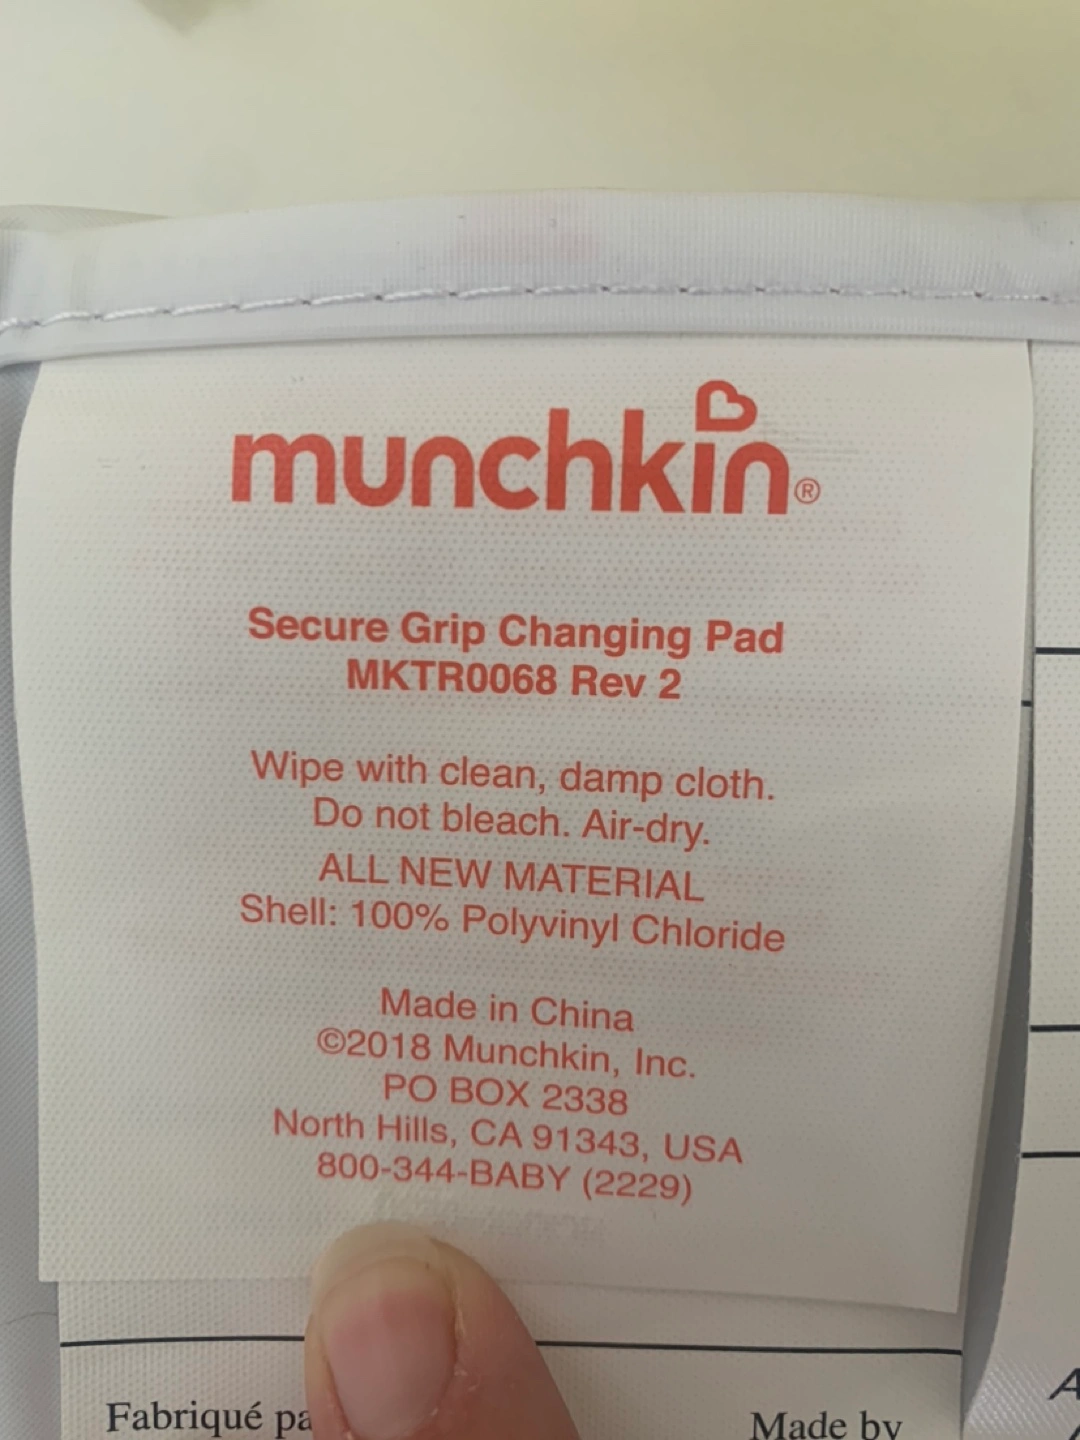 munchkin®
Secure Grip Changing Pad
MKTR0068 Rev 2
Wipe with clean, damp cloth.
Do not bleach. Air-dry.
ALL NEW MATERIAL
Shell: 100% Polyvinyl Chloride
Made in China
©2018 Munchkin, Inc.
PO BOX 2338
North Hills, CA 91343, USA
800-344-BABY (2229)
Fabriqué pa
Made by
A